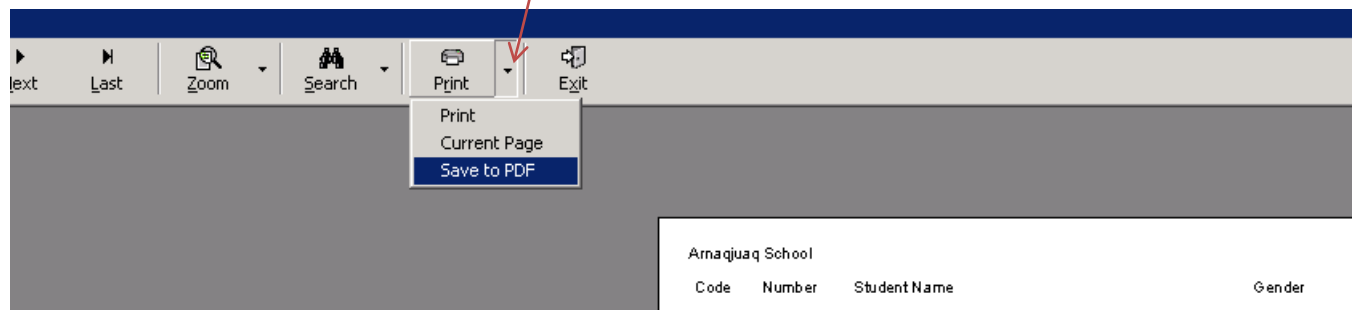 ext Last Zoom Search Print Exit
Print
Current Page
Save to PDF
Arnaqjuaq School
Code Number Student Name Gender